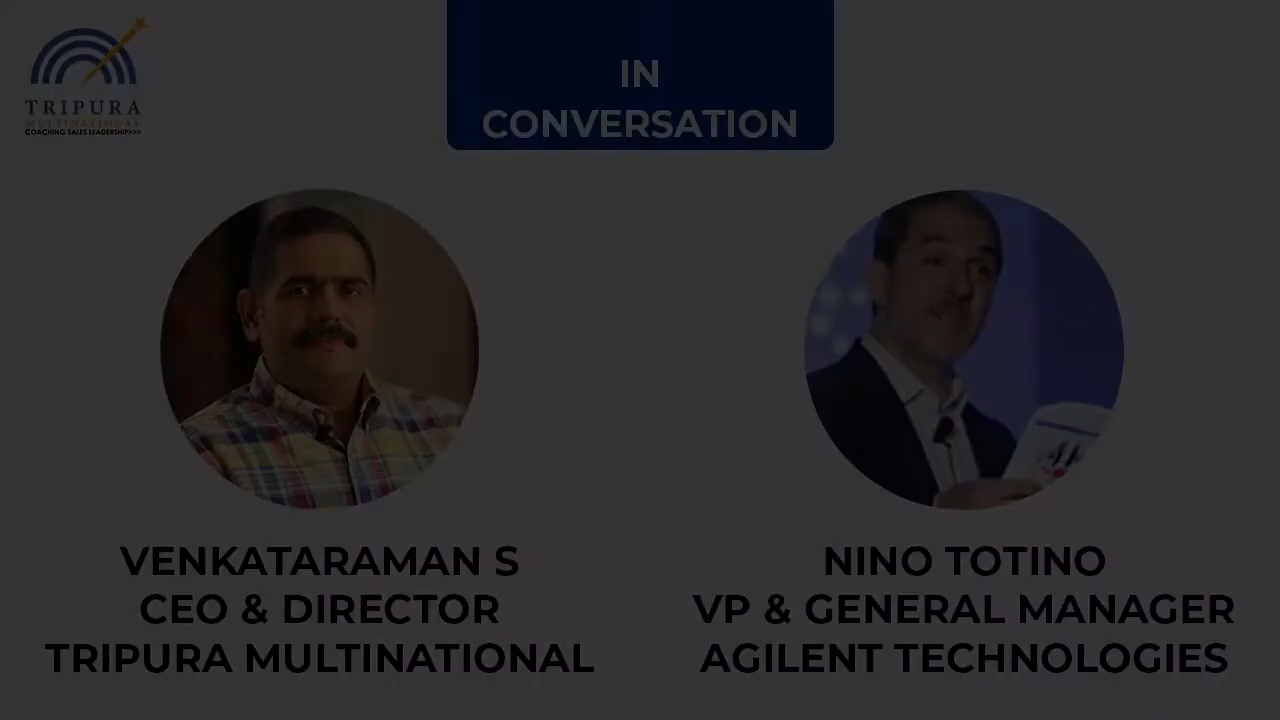 TRIPURA
MULTINATIONAL
COACHING SALES LEADERSHIP>>>
IN
CONVERSATION
VENKATARAMAN S
CEO & DIRECTOR
TRIPURA MULTINATIONAL
NINO TOTINO
VP & GENERAL MANAGER
AGILENT TECHNOLOGIES